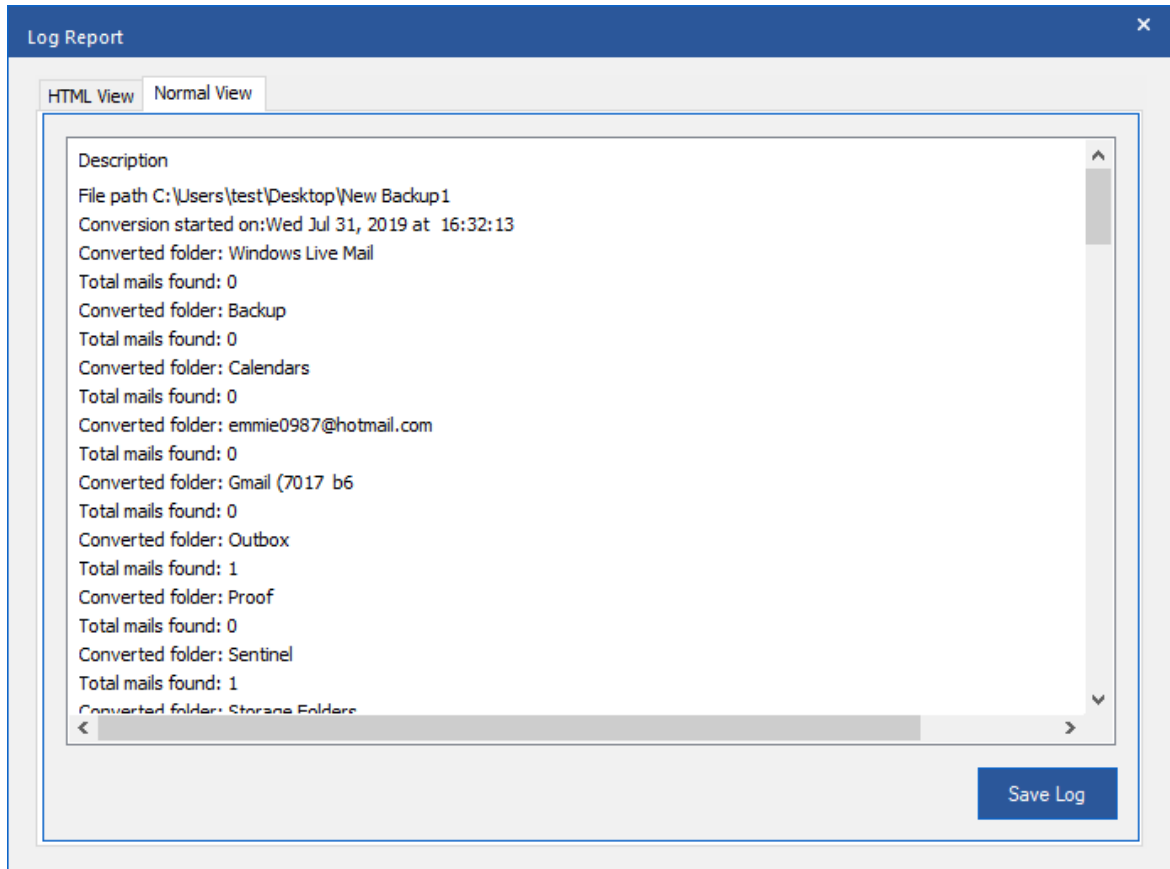 Log Report
HTML View Normal View
Description
File path C:\Users\test\Desktop\New Backup1
Conversion started on:Wed Jul 31, 2019 at  16:32:13
Converted folder: Windows Live Mail
Total mails found: 0
Converted folder: Backup
Total mails found: 0
Converted folder: Calendars
Total mails found: 0
Converted folder: emmie0987@hotmail.com
Total mails found: 0
Converted folder: Gmail (7017  b6
Total mails found: 0
Converted folder: Outbox
Total mails found: 1
Converted folder: Proof
Total mails found: 0
Converted folder: Sentinel
Total mails found: 1
Converted folder: Storage Folders
Save Log